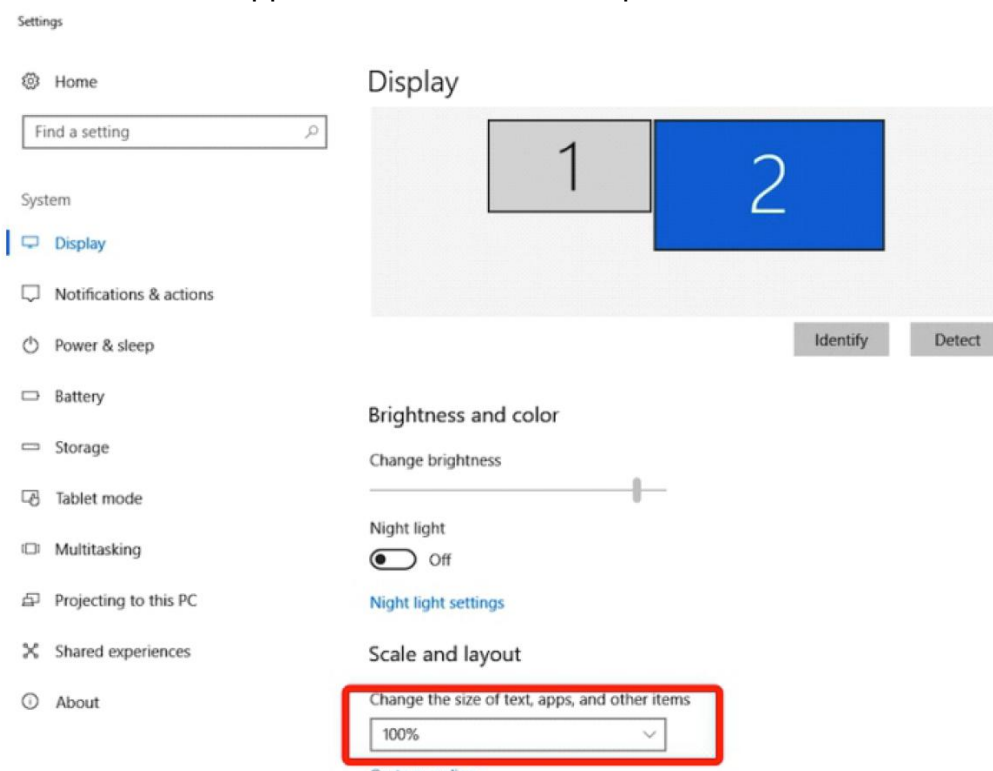 Settings
Home
Find a setting
System
Display
Notifications & actions
Power & sleep
Battery
Storage
Tablet mode
Multitasking
Projecting to this PC
Shared experiences
About
Display
1
2
Identify
Detect
Brightness and color
Change brightness
Night light
Off
Night light settings
Scale and layout
Change the size of text, apps, and other items
100%